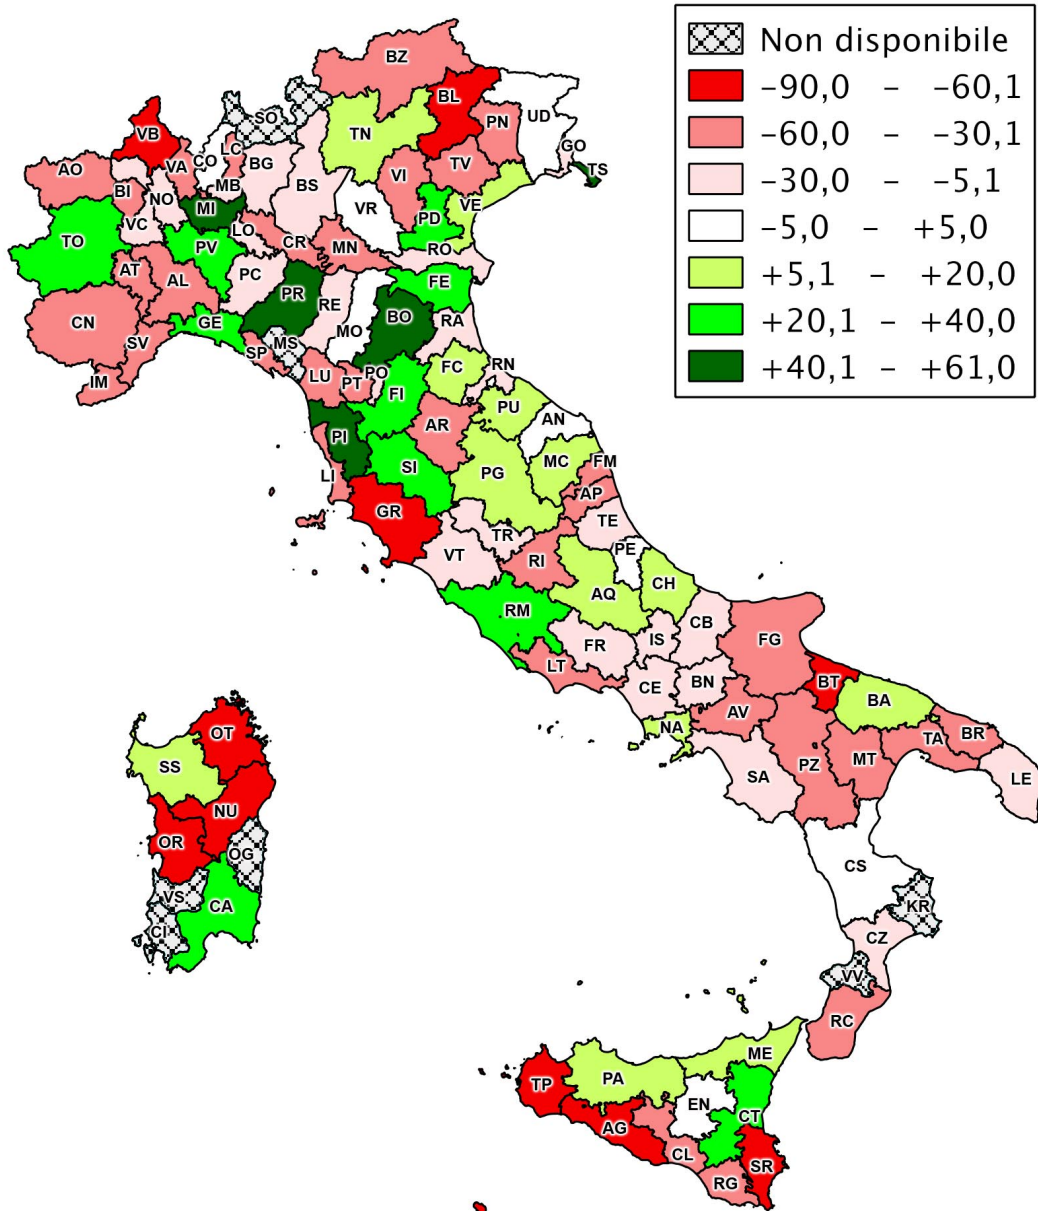 Non disponibile
−90,0 – −60,1
−60,0 – −30,1
−30,0 – −5,1
−5,0 – +5,0
+5,1 – +20,0
+20,1 – +40,0
+40,1 – +61,0
BZ
BL
UD
PN
SO
TN
VB
GO
TS
CO
LC
VA
BG
AO
TV
VI
BS
MB
BI
NO
VE
MI
VR
PD
VC
LO
TO
PV
CR
MN
RO
AT
PC
AL
FE
PR
RE
BO
CN
GE
RA
MO
SV
MS
SP
FC
RN
IM
LU
PT
PO
FI
PU
AN
AR
PI
MC
FM
SI
PG
LI
AP
GR
TE
TR
PE
VT
RI
CH
AQ
RM
CB
IS
FG
FR
LT
BT
BN
CE
BA
AV
NA
OT
BR
TA
MT
PZ
SS
SA
LE
NU
OR
OG
CS
VS
CA
KR
CI
CZ
VV
RC
ME
PA
TP
EN
CT
AG
CL
SR
RG